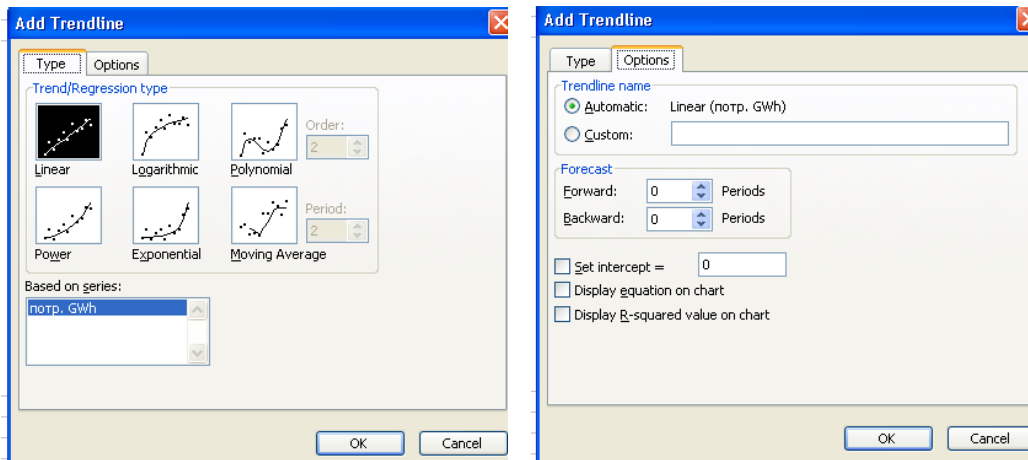 Add Trendline
Type Options
Trend/Regression type
Linear Logarithmic Polynomial
Order:
2
Power Exponential Moving Average
Period:
2
Based on series:
потр. GWh
OK Cancel
Add Trendline
Type Options
Trendline name
Automatic: Linear (потр. GWh)
Custom:
Forecast
Forward: 0 Periods
Backward: 0 Periods
Set intercept = 0
Display equation on chart
Display R-squared value on chart
OK Cancel